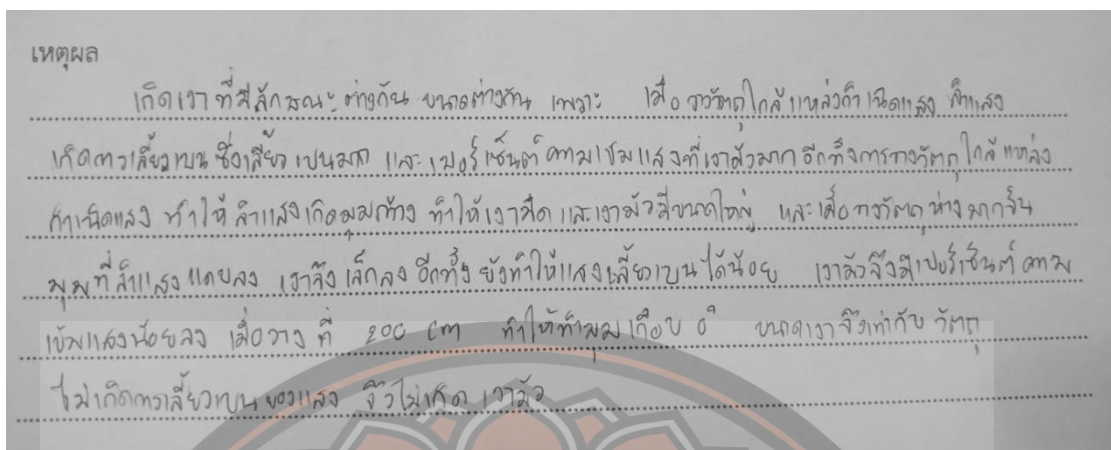 เหตุผล
เกิดเงาที่มีลักษณะต่างกัน ขนาดต่างกัน เพราะ เมื่อวางวัตถุใกล้แหล่งกำเนิดแสง ลำแสง
เกิดการเลี้ยวเบน ซึ่งเลี้ยวเบนมาก และเปอร์เซ็นต์ความเข้มแสงที่เงามัวมาก อีกทั้งการวางวัตถุใกล้แหล่ง
กำเนิดแสง ทำให้ลำแสงเกิดมุมกว้าง ทำให้เงามืดและเงามัวมีขนาดใหญ่ และเมื่อวางวัตถุห่างมากขึ้น
มุมที่ลำแสงแคบลง เงาจึงเล็กลง อีกทั้งยังทำให้แสงเลี้ยวเบนได้น้อย เงามัวจึงมีเปอร์เซ็นต์ความ
เข้มแสงน้อยลง เมื่อวาง ที่ 200 cm ทำให้ทำมุมเกือบ 0° ขนาดเงาจึงเท่ากับวัตถุ
ไม่เกิดการเลี้ยวเบนของแสง จึงไม่เกิดเงามัว